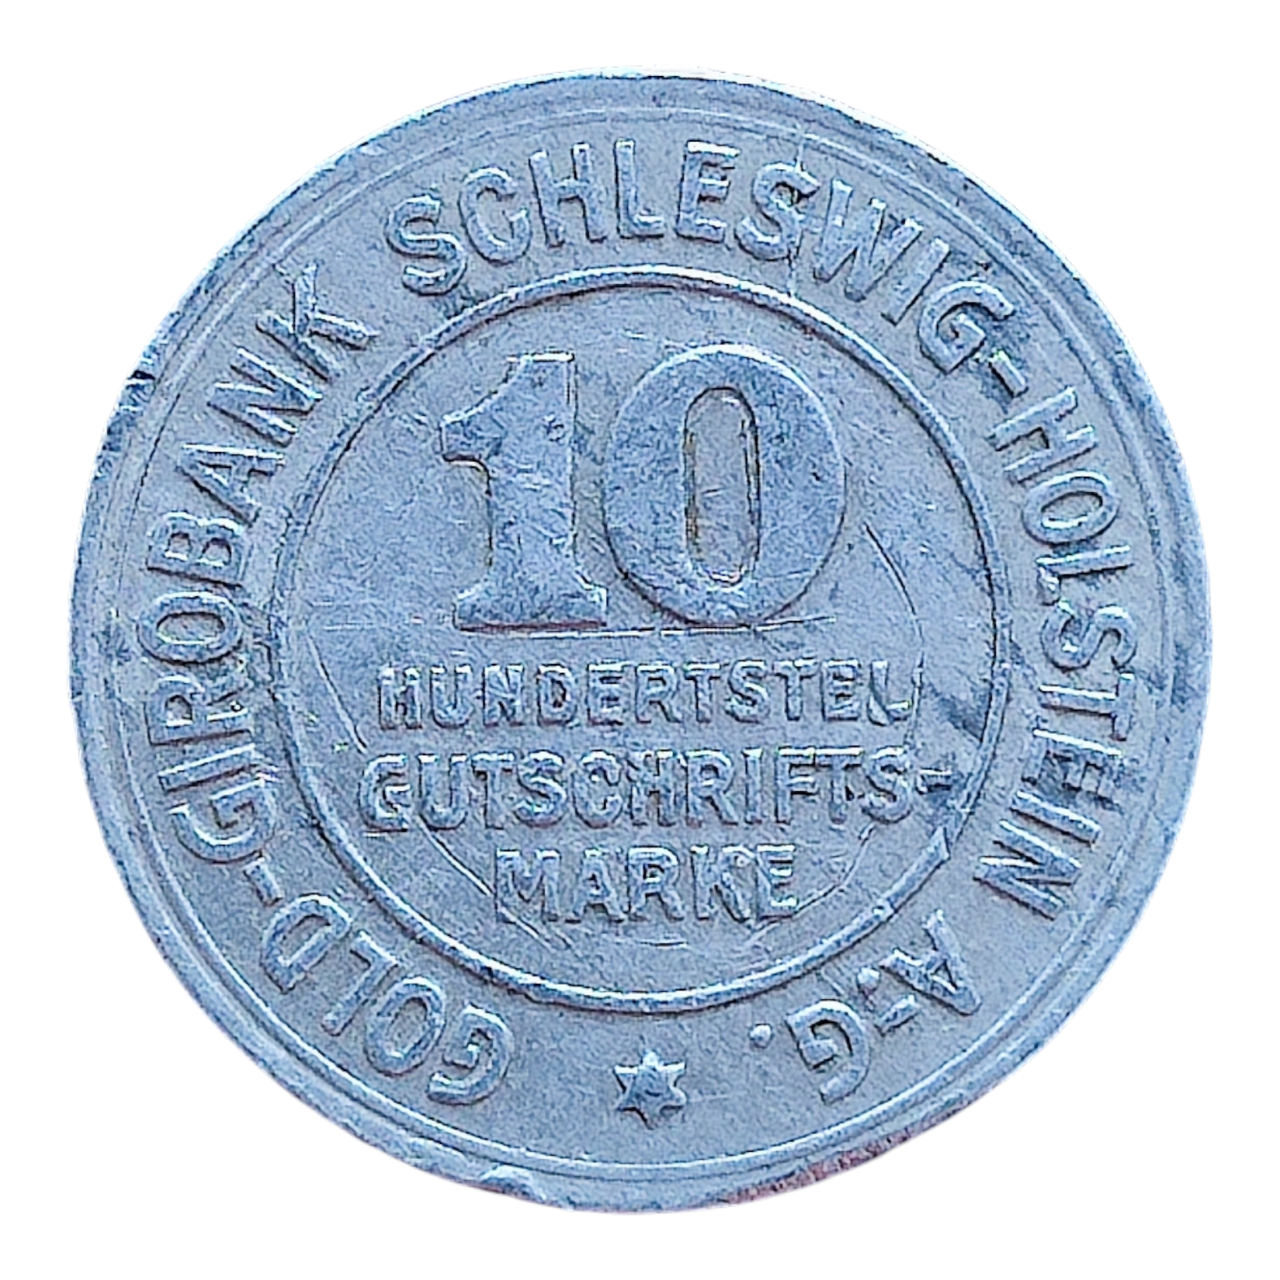 GOLD-GIROBANK SCHLESWIG-HOLSTEIN A.-G.
10
HUNDERTSTEL
GUTSCHRIFTS-
MARKE